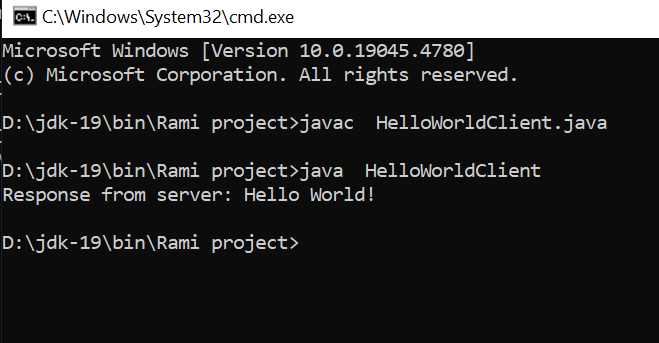 C:\Windows\System32\cmd.exe
Microsoft Windows [Version 10.0.19045.4780]
(c) Microsoft Corporation. All rights reserved.
D:\jdk-19\bin\Rami project>javac  HelloWorldClient.java
D:\jdk-19\bin\Rami project>java  HelloWorldClient
Response from server: Hello World!
D:\jdk-19\bin\Rami project>